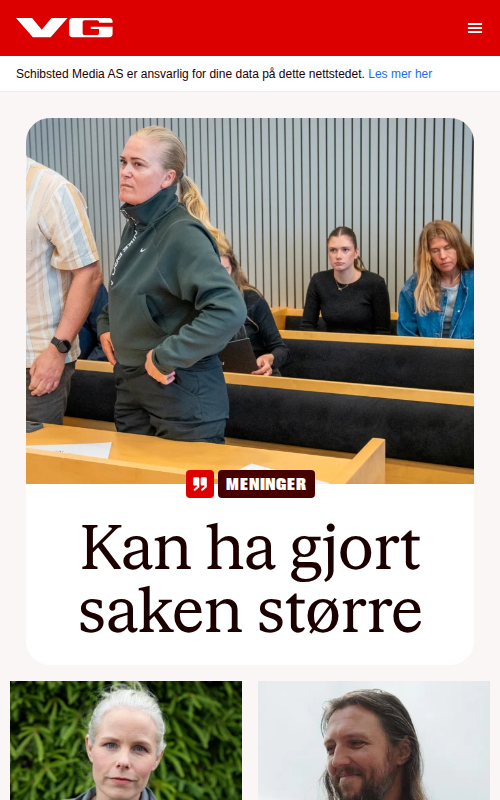 VG
Schibsted Media AS er ansvarlig for dine data på dette nettstedet. Les mer her
MENINGER
Kan ha gjort
saken større